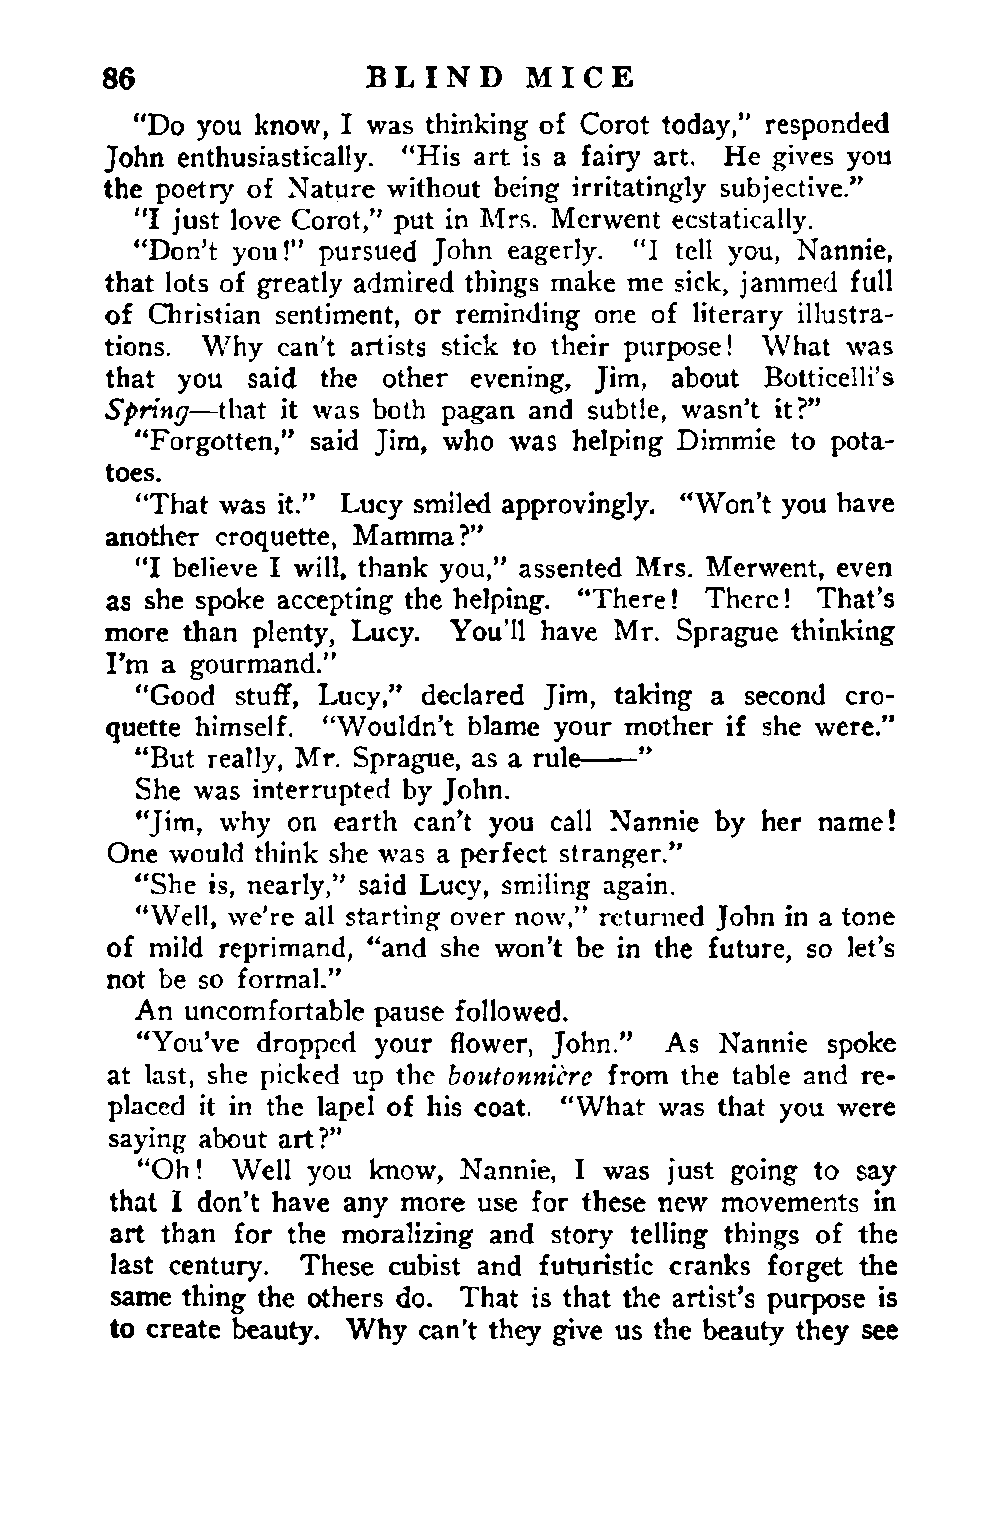 86 BLIND MICE
“Do you know, I was thinking of Corot today,” responded
John enthusiastically. “His art is a fairy art. He gives you
the poetry of Nature without being irritatingly subjective.”
“I just love Corot,” put in Mrs. Merwent ecstatically.
“Don’t you!” pursued John eagerly. “I tell you, Nannie,
that lots of greatly admired things make me sick, jammed full
of Christian sentiment, or reminding one of literary illustra-
tions. Why can’t artists stick to their purpose! What was
that you said the other evening, Jim, about Botticelli’s
Spring—that it was both pagan and subtle, wasn’t it?”
“Forgotten,” said Jim, who was helping Dimmie to pota-
toes.
“That was it.” Lucy smiled approvingly. “Won’t you have
another croquette, Mamma?”
“I believe I will, thank you,” assented Mrs. Merwent, even
as she spoke accepting the helping. “There! There! That’s
more than plenty, Lucy. You’ll have Mr. Sprague thinking
I’m a gourmand.”
“Good stuff, Lucy,” declared Jim, taking a second cro-
quette himself. “Wouldn’t blame your mother if she were.”
“But really, Mr. Sprague, as a rule——”
She was interrupted by John.
“Jim, why on earth can’t you call Nannie by her name!
One would think she was a perfect stranger.”
“She is, nearly,” said Lucy, smiling again.
“Well, we’re all starting over now,” returned John in a tone
of mild reprimand, “and she won’t be in the future, so let’s
not be so formal.”
An uncomfortable pause followed.
“You’ve dropped your flower, John.” As Nannie spoke
at last, she picked up the boutonnière from the table and re-
placed it in the lapel of his coat. “What was that you were
saying about art?”
“Oh! Well you know, Nannie, I was just going to say
that I don’t have any more use for these new movements in
art than for the moralizing and story telling things of the
last century. These cubist and futuristic cranks forget the
same thing the others do. That is that the artist’s purpose is
to create beauty. Why can’t they give us the beauty they see